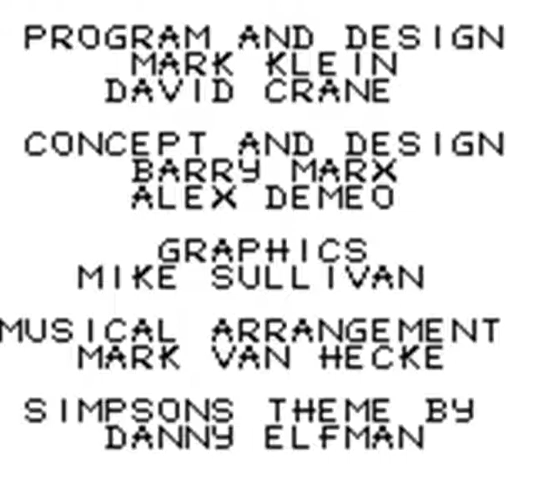 PROGRAM AND DESIGN
MARK KLEIN
DAVID CRANE
CONCEPT AND DESIGN
BARRY MARX
ALEX DEMEO
GRAPHICS
MIKE SULLIVAN
MUSICAL ARRANGEMENT
MARK VAN HECKE
SIMPSONS THEME BY
DANNY ELFMAN